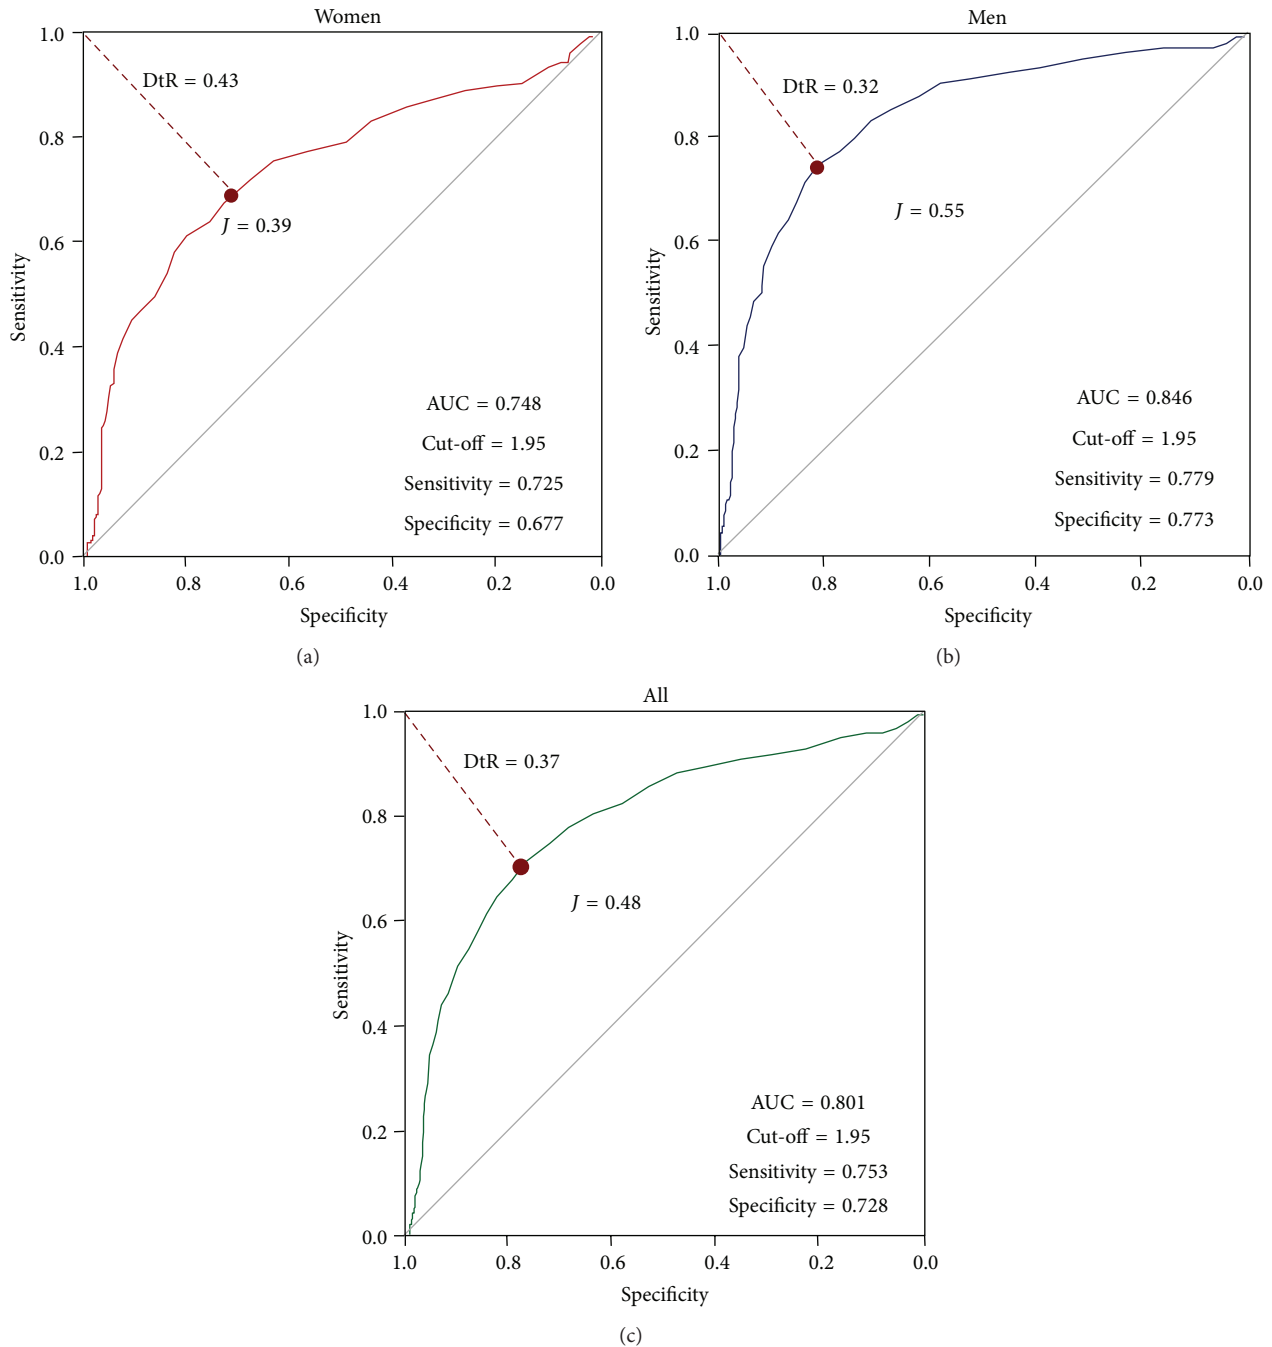 Women
1.0
0.8
0.6
0.4
0.2
0.0
Sensitivity
DtR = 0.43
J = 0.39
AUC = 0.748
Cut-off = 1.95
Sensitivity = 0.725
Specificity = 0.677
1.0 0.8 0.6 0.4 0.2 0.0
Specificity
(a)
Men
1.0
0.8
0.6
0.4
0.2
0.0
Sensitivity
DtR = 0.32
J = 0.55
AUC = 0.846
Cut-off = 1.95
Sensitivity = 0.779
Specificity = 0.773
1.0 0.8 0.6 0.4 0.2 0.0
Specificity
(b)
All
1.0
0.8
0.6
0.4
0.2
0.0
Sensitivity
DtR = 0.37
J = 0.48
AUC = 0.801
Cut-off = 1.95
Sensitivity = 0.753
Specificity = 0.728
1.0 0.8 0.6 0.4 0.2 0.0
Specificity
(c)